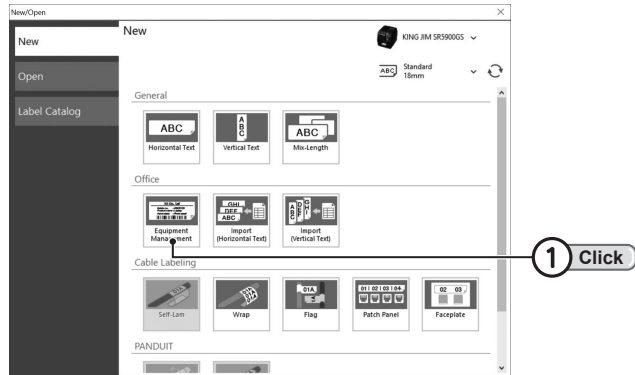 New/Open
New
Open
Label Catalog
New
KING JIM SR5900GS
ABC
Standard
18mm
General
ABC
Horizontal Text
A
B
C
Vertical Text
ABC
Mix-Length
Office
Equipment
Management
GHI
DEF
ABC
Import
(Horizontal Text)
ABC
DEF
GHI
Import
(Vertical Text)
1 Click
Cable Labeling
Self-Lam
Wrap
01A
Flag
01 02 03 04
Patch Panel
02 03
Faceplate
PANDUIT